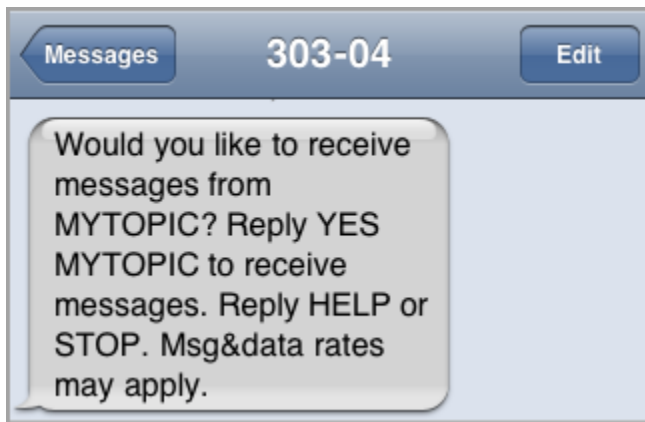 Messages 303-04 Edit
Would you like to receive
messages from
MYTOPIC? Reply YES
MYTOPIC to receive
messages. Reply HELP or
STOP. Msg&data rates
may apply.